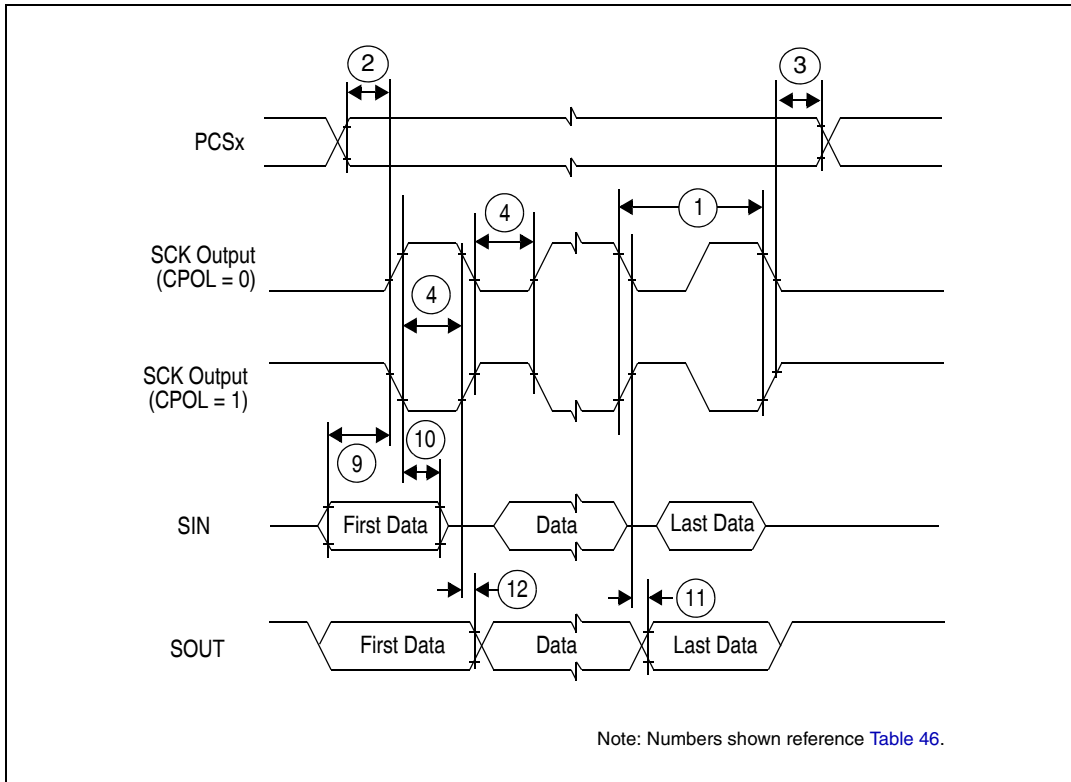 2
3
PCSx
1
4
SCK Output
(CPOL = 0)
4
SCK Output
(CPOL = 1)
10
9
SIN
First Data
Data
Last Data
12
11
SOUT
First Data
Data
Last Data
Note: Numbers shown reference Table 46.